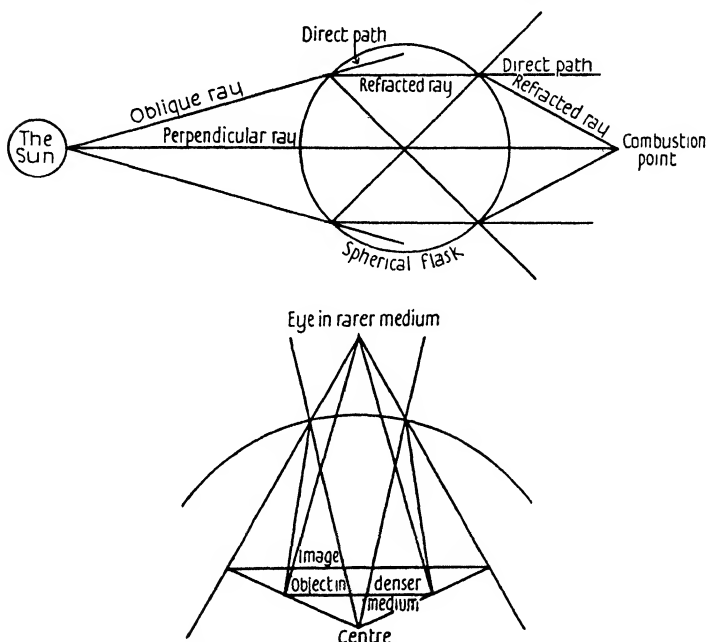 Direct path
Direct path
Oblique ray
Refracted ray
Refracted ray
The
Sun
Perpendicular ray
Combustion
point
Spherical flask
Eye in rarer medium
Image
Object in denser
medium
Centre